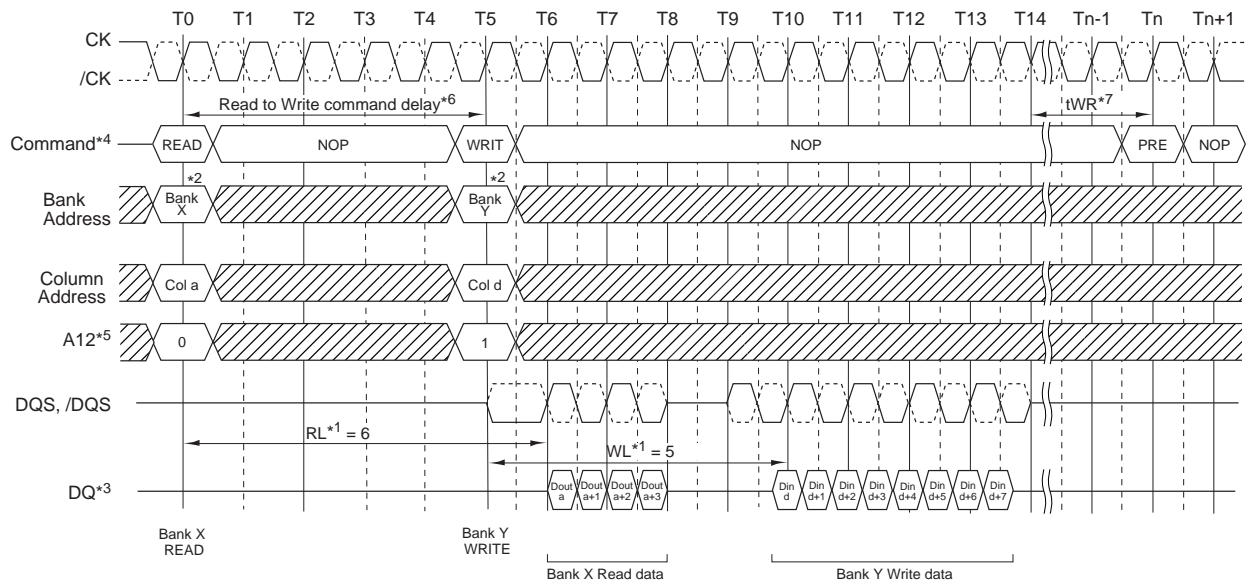 T0 T1 T2 T3 T4 T5 T6 T7 T8 T9 T10 T11 T12 T13 T14 Tn-1 Tn Tn+1
CK
/CK
Read to Write command delay*6
tWR*7
Command*4 READ NOP WRIT NOP PRE NOP
*2 *2
Bank Address Bank X Bank Y
Column Address Col a Col d
A12*5 0 1
DQS, /DQS
RL*1 = 6
WL*1 = 5
DQ*3 Dout a Dout a+1 Dout a+2 Dout a+3 Din d Din d+1 Din d+2 Din d+3 Din d+4 Din d+5 Din d+6 Din d+7
Bank X READ
Bank Y WRITE
Bank X Read data
Bank Y Write data